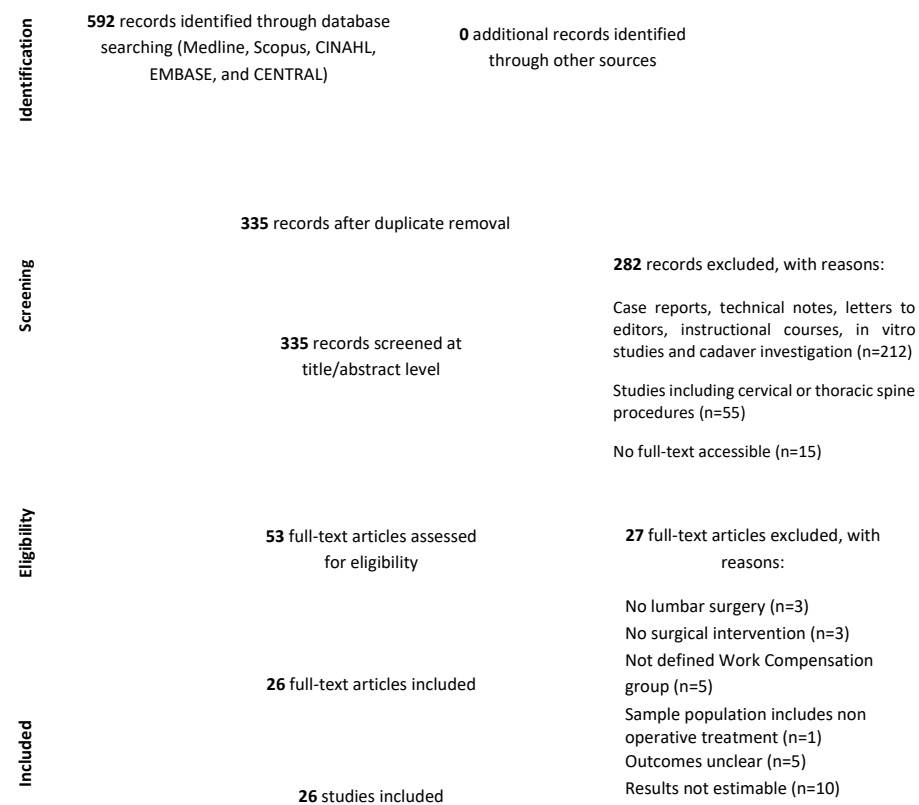 Identification
592 records identified through database
searching (Medline, Scopus, CINAHL,
EMBASE, and CENTRAL)
0 additional records identified
through other sources
Screening
335 records after duplicate removal
335 records screened at
title/abstract level
282 records excluded, with reasons:
Case reports, technical notes, letters to
editors, instructional courses, in vitro
studies and cadaver investigation (n=212)
Studies including cervical or thoracic spine
procedures (n=55)
No full-text accessible (n=15)
Eligibility
53 full-text articles assessed
for eligibility
27 full-text articles excluded, with
reasons:
No lumbar surgery (n=3)
No surgical intervention (n=3)
Not defined Work Compensation
group (n=5)
Sample population includes non
operative treatment (n=1)
Outcomes unclear (n=5)
Results not estimable (n=10)
Included
26 full-text articles included
26 studies included